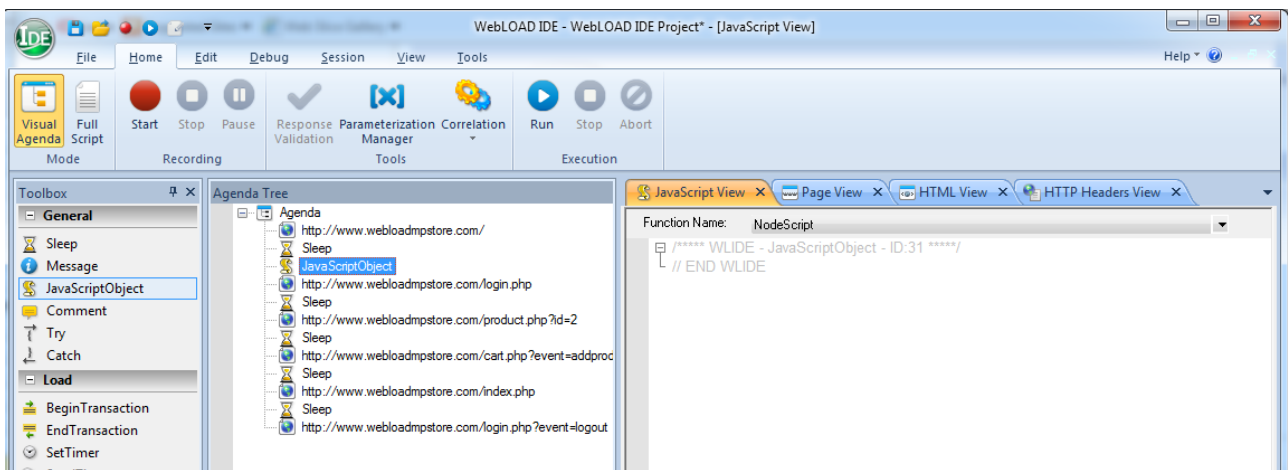 IDE
WebLOAD IDE - WebLOAD IDE Project* - [JavaScript View]
File Home Edit Debug Session View Tools Help
Visual Agenda Full Script Start Stop Pause Response Validation Parameterization Manager Correlation Run Stop Abort
Mode Recording Tools Execution
Toolbox
General
Sleep
Message
JavaScriptObject
Comment
Try
Catch
Load
BeginTransaction
EndTransaction
SetTimer
Agenda Tree
Agenda
http://www.webloadmpstore.com/
Sleep
JavaScriptObject
http://www.webloadmpstore.com/login.php
Sleep
http://www.webloadmpstore.com/product.php?id=2
Sleep
http://www.webloadmpstore.com/cart.php?event=addprod
Sleep
http://www.webloadmpstore.com/index.php
Sleep
http://www.webloadmpstore.com/login.php?event=logout
JavaScript View Page View HTML View HTTP Headers View
Function Name: NodeScript
/***** WLIDE - JavaScriptObject - ID:31 *****/
// END WLIDE